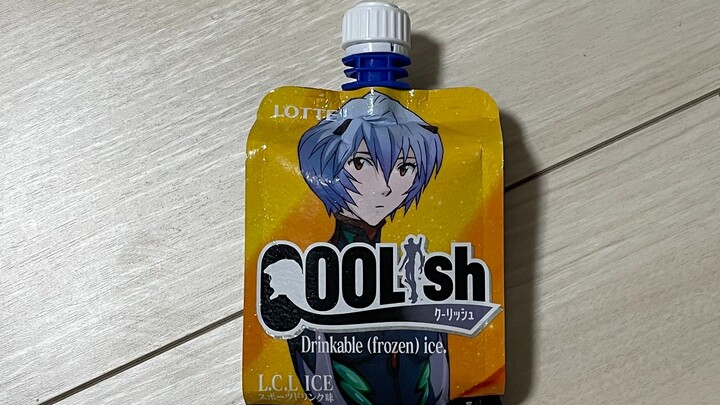 LOTTE
COOLish
クーリッシュ
Drinkable (frozen) ice.
L.C.L ICE
スポーツドリンク味